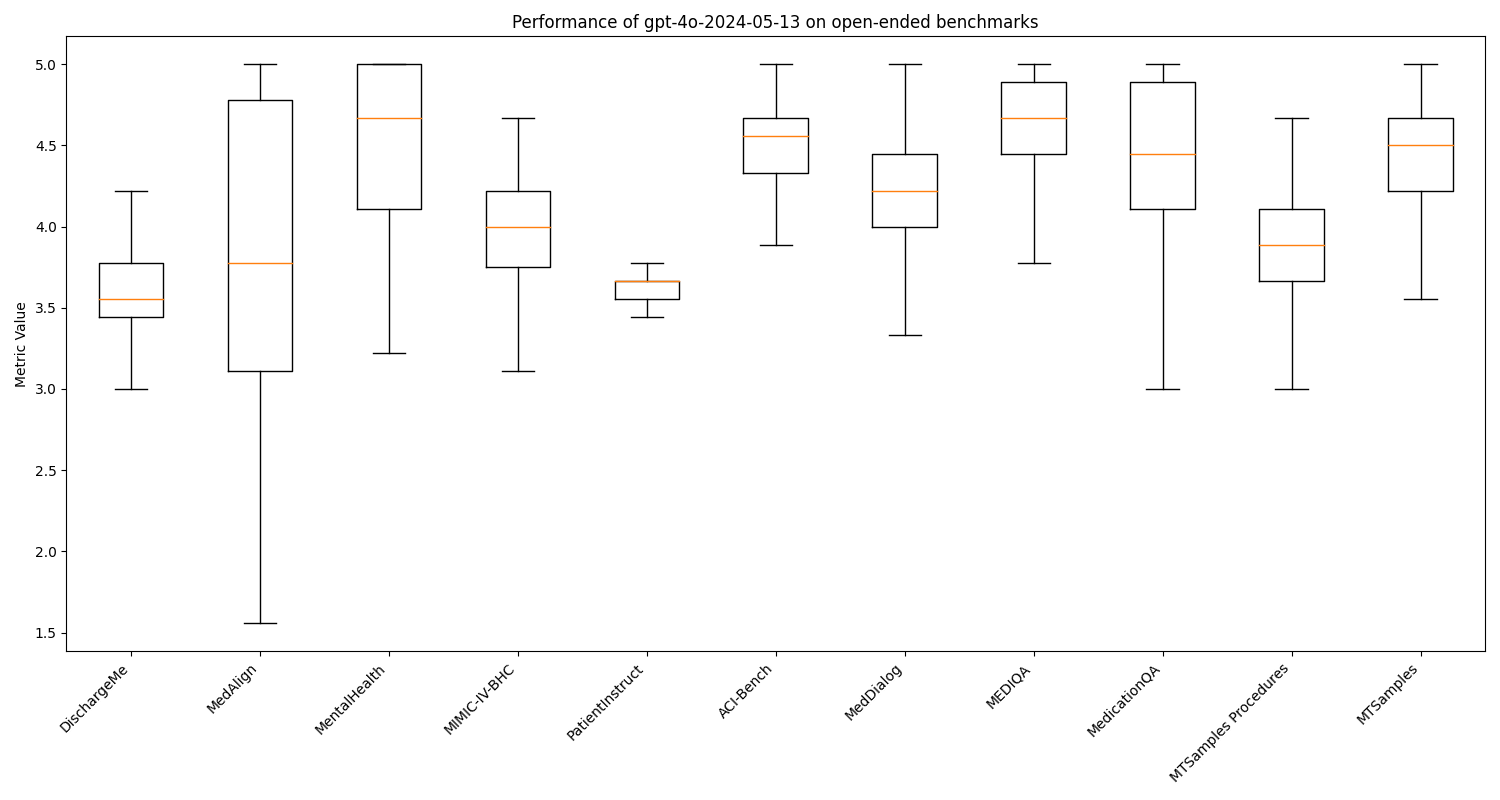 Performance of gpt-4o-2024-05-13 on open-ended benchmarks
Metric Value
5.0
4.5
4.0
3.5
3.0
2.5
2.0
1.5
DischargeMe
MedAlign
MentalHealth
MIMIC-IV-BHC
PatientInstruct
ACI-Bench
MedDialog
MEDIQA
MedicationQA
MTSamples Procedures
MTSamples